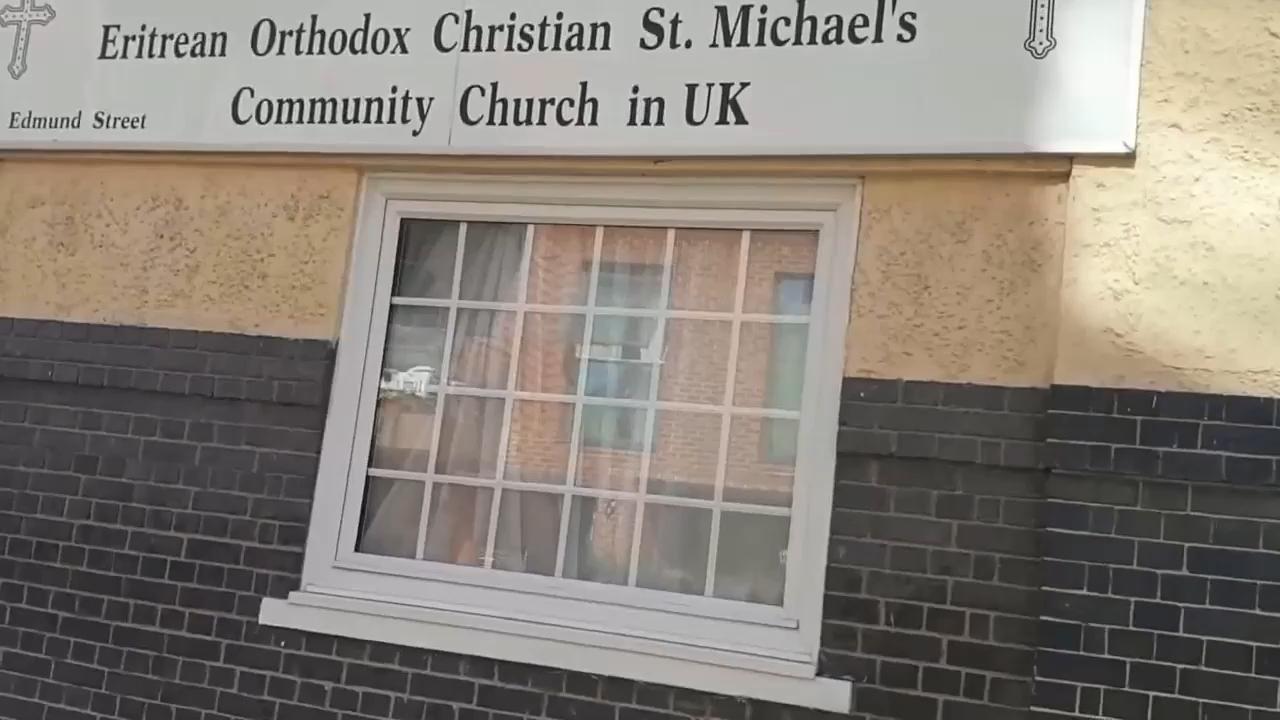 Eritrean Orthodox Christian St. Michael's
Community Church in UK
Edmund Street